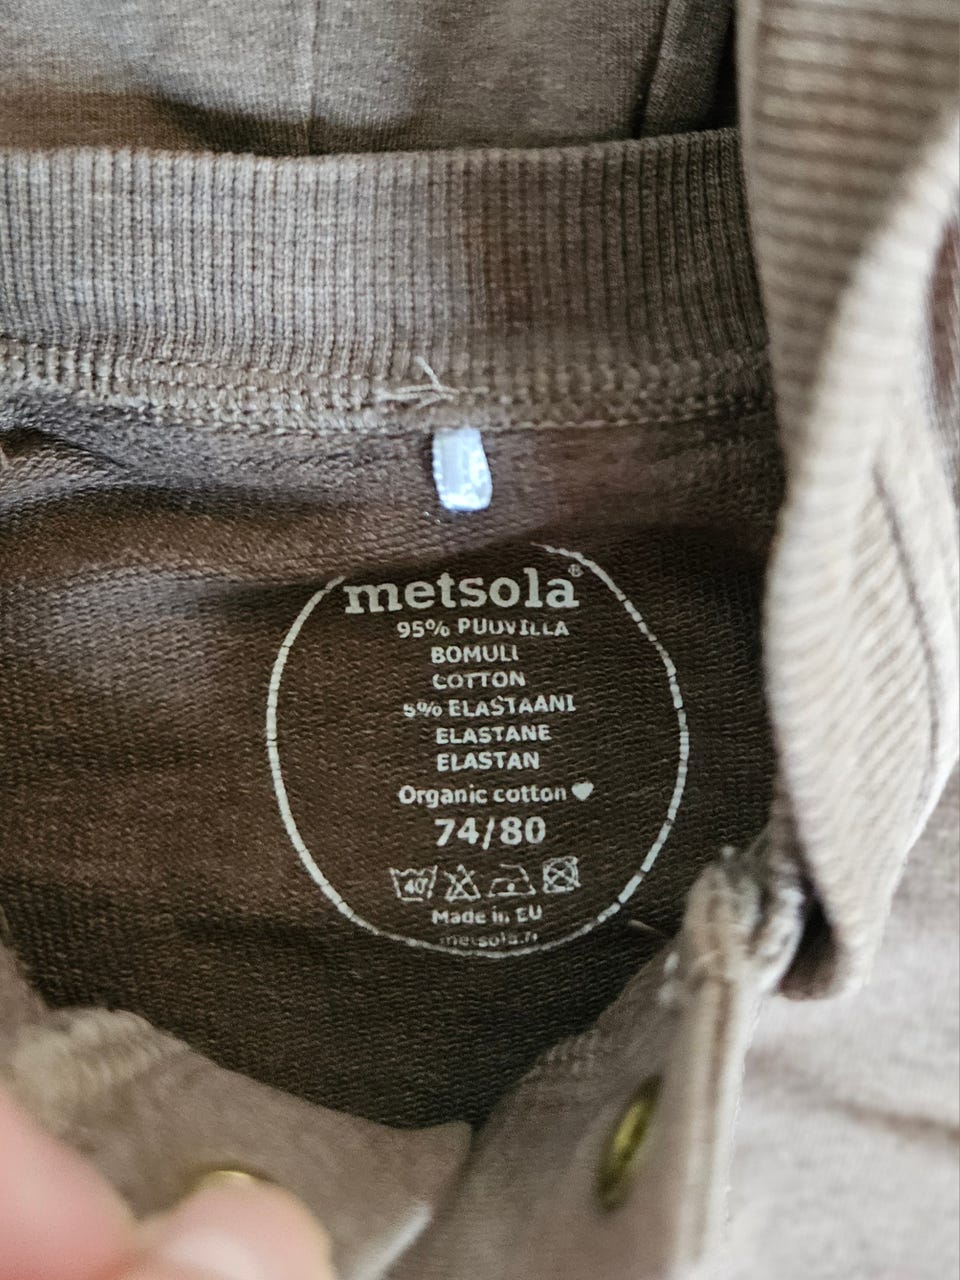 metsola®
95% PUUVILLA
BOMULL
COTTON
5% ELASTAANI
ELASTANE
ELASTAN
Organic cotton ♥
74/80
40
Made in EU
metsola.fi